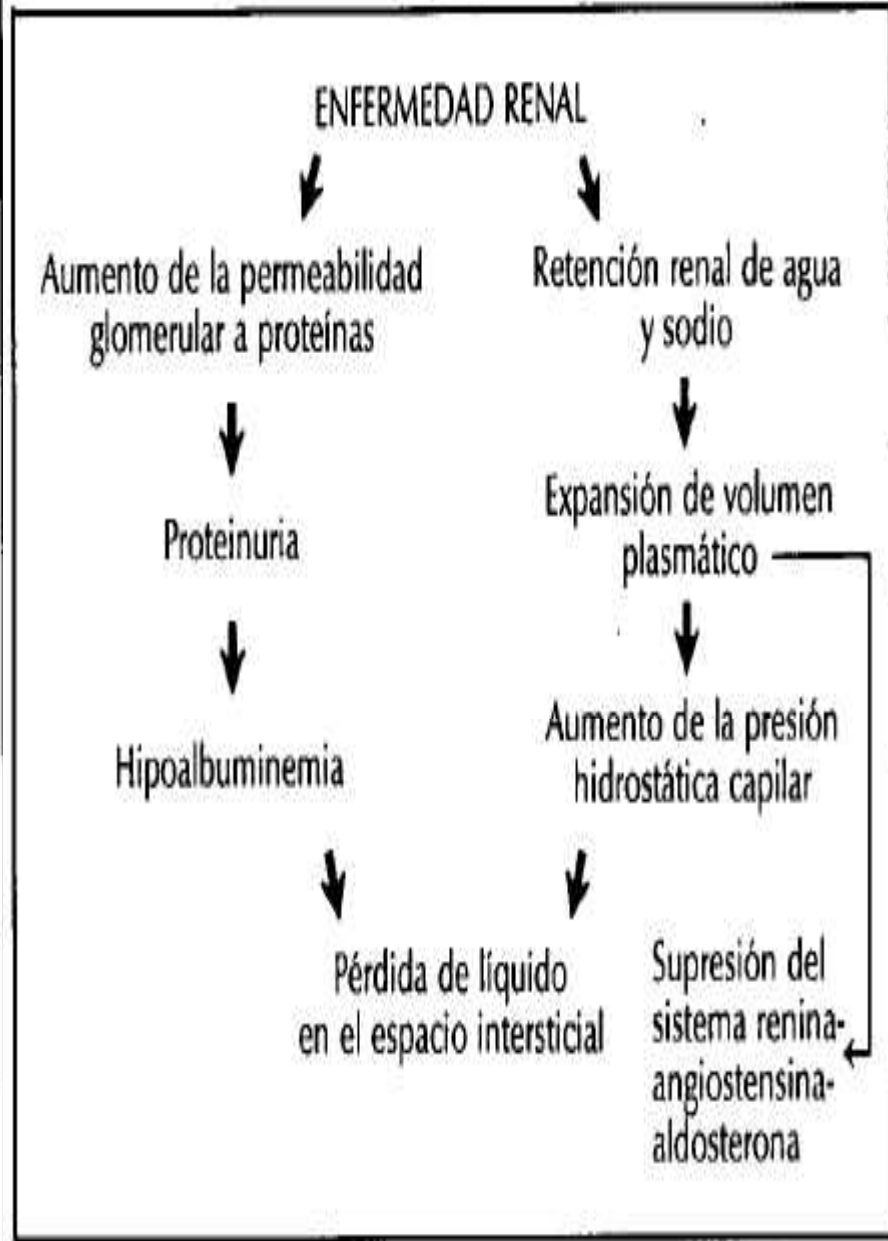 ENFERMEDAD RENAL
Aumento de la permeabilidad
glomerular a proteínas
Retención renal de agua
y sodio
Proteinuria
Expansión de volumen
plasmático
Hipoalbuminemia
Aumento de la presión
hidrostática capilar
Pérdida de líquido
en el espacio intersticial
Supresión del
sistema renina-
angiostensina-
aldosterona